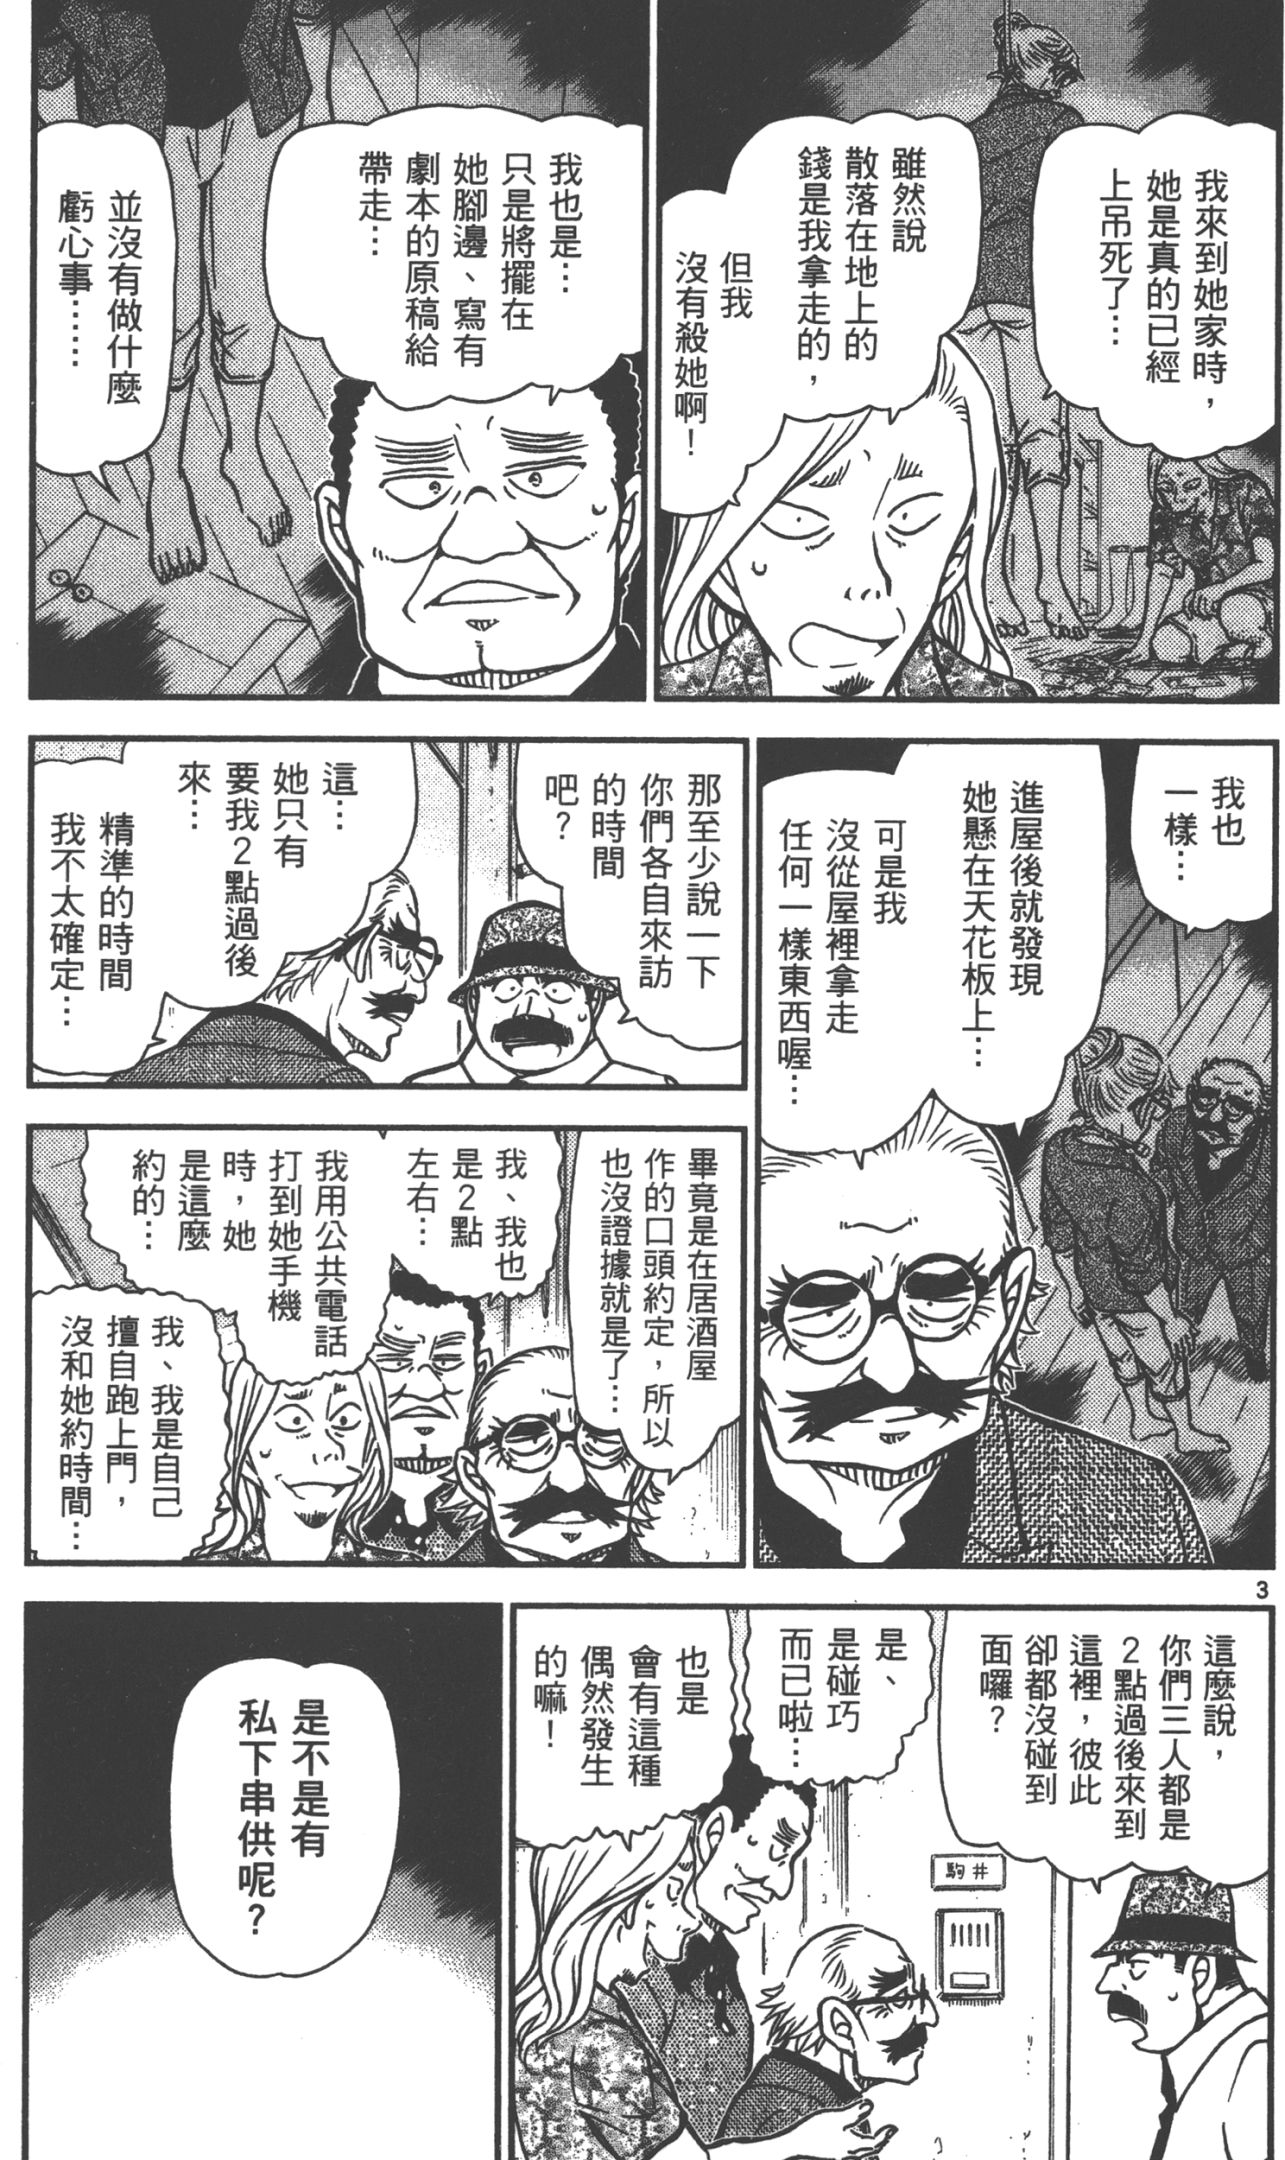 我來到她家時，
她是真的已經
上吊死了…
雖然說
散落在地上的
錢是我拿走的，
但我
沒有殺她啊！
我也是…
只是將擺在
她腳邊、寫有
劇本的原稿給
帶走…
並沒有做什麼
虧心事……
我也
一樣…
進屋後就發現
她懸在天花板上…
可是我
沒從屋裡拿走
任何一樣東西喔…
那至少說一下
你們各自來訪
的時間
吧？
這…
她只有
要我2點過後
來…
精準的時間
我不太確定…
畢竟是在居酒屋
作的口頭約定，所以
也沒證據就是了…
我、我也
是2點
左右…
我用公共電話
打到她手機
時，她
是這麼
約的…
我、我是自己
擅自跑上門，
沒和她約時間…
3
這麼說，
你們三人都是
2點過後來到
這裡，彼此
卻都沒碰到
面囉？
是、
是碰巧
而已啦…
也是
會有這種
偶然發生
的嘛！
駒井
是不是有
私下串供呢？